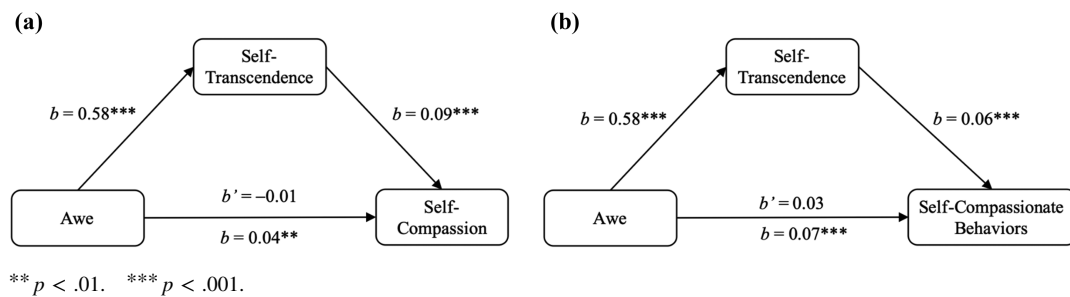 (a)
Self-
Transcendence
b = 0.58***
b = 0.09***
Awe
b’ = −0.01
b = 0.04**
Self-
Compassion
(b)
Self-
Transcendence
b = 0.58***
b = 0.06***
Awe
b’ = 0.03
b = 0.07***
Self-Compassionate
Behaviors
** p < .01. *** p < .001.